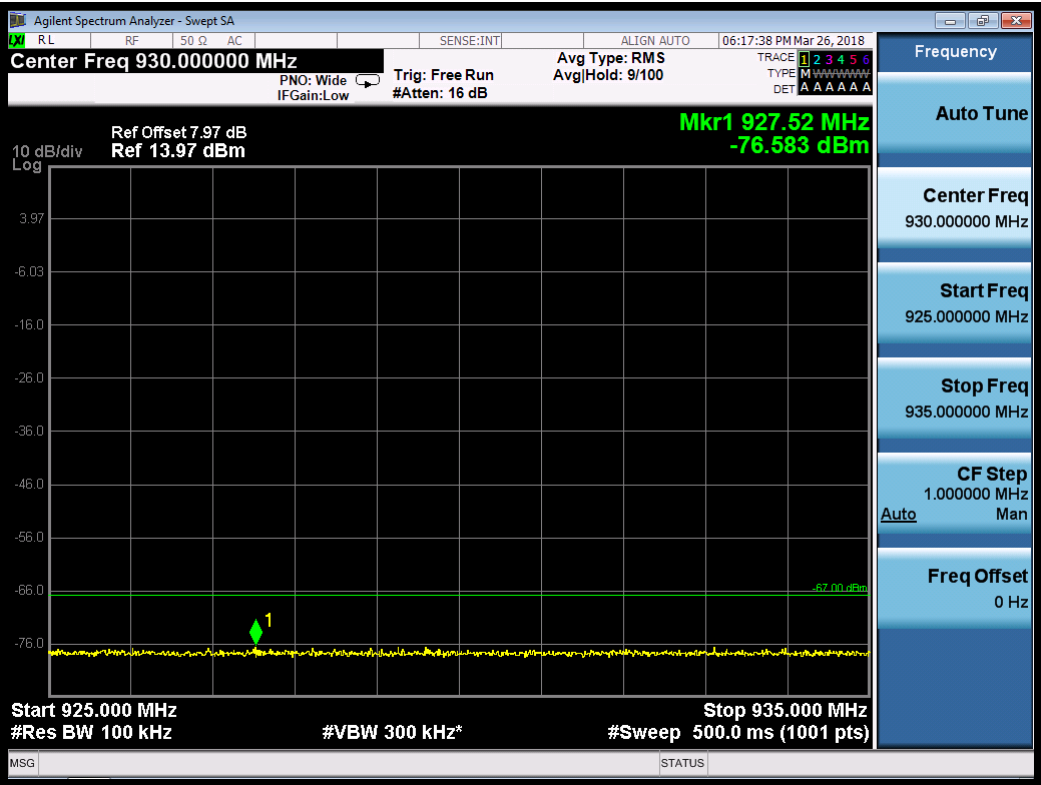 Agilent Spectrum Analyzer - Swept SA
LXI RL RF 50 Ω AC SENSE:INT ALIGN AUTO 06:17:38 PM Mar 26, 2018
Center Freq 930.000000 MHz
PNO: Wide
IFGain:Low
Trig: Free Run
#Atten: 16 dB
Avg Type: RMS
Avg|Hold: 9/100
TRACE 1 2 3 4 5 6
TYPE M WWWWW
DET A A A A A A
Ref Offset 7.97 dB
10 dB/div Ref 13.97 dBm
Log
Mkr1 927.52 MHz
-76.583 dBm
3.97
-6.03
-16.0
-26.0
-36.0
-46.0
-56.0
-66.0
-67.00 dBm
1
-76.0
Start 925.000 MHz Stop 935.000 MHz
#Res BW 100 kHz #VBW 300 kHz* #Sweep 500.0 ms (1001 pts)
MSG STATUS
Frequency
Auto Tune
Center Freq
930.000000 MHz
Start Freq
925.000000 MHz
Stop Freq
935.000000 MHz
CF Step
1.000000 MHz
Auto Man
Freq Offset
0 Hz